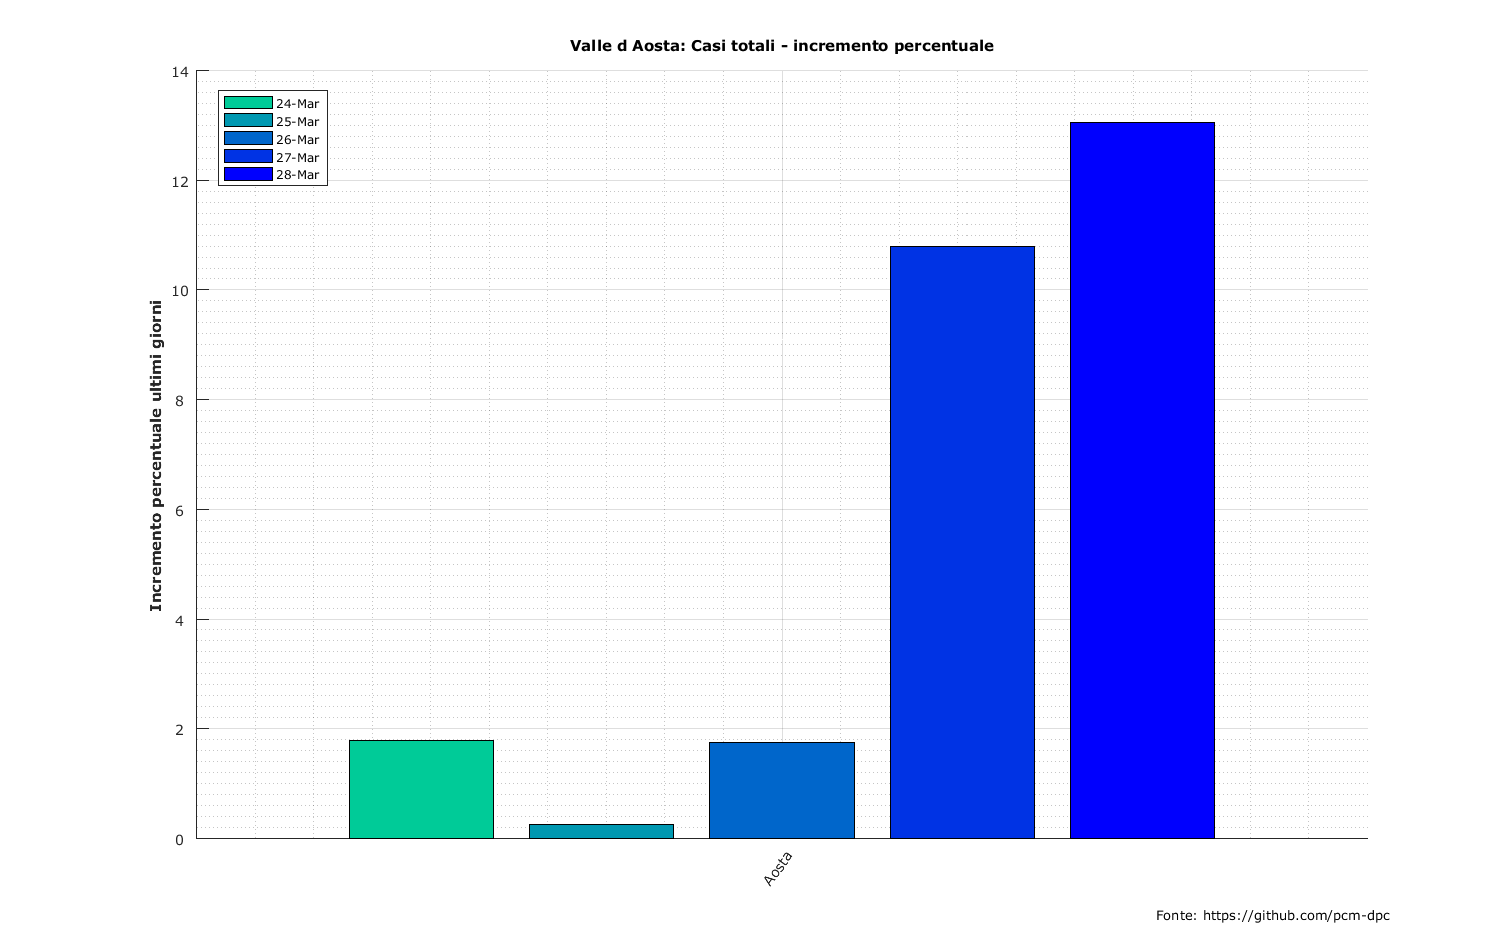 Valle d Aosta: Casi totali - incremento percentuale
14
12
10
8
6
4
2
0
24-Mar
25-Mar
26-Mar
27-Mar
28-Mar
Incremento percentuale ultimi giorni
Aosta
Fonte: https://github.com/pcm-dpc